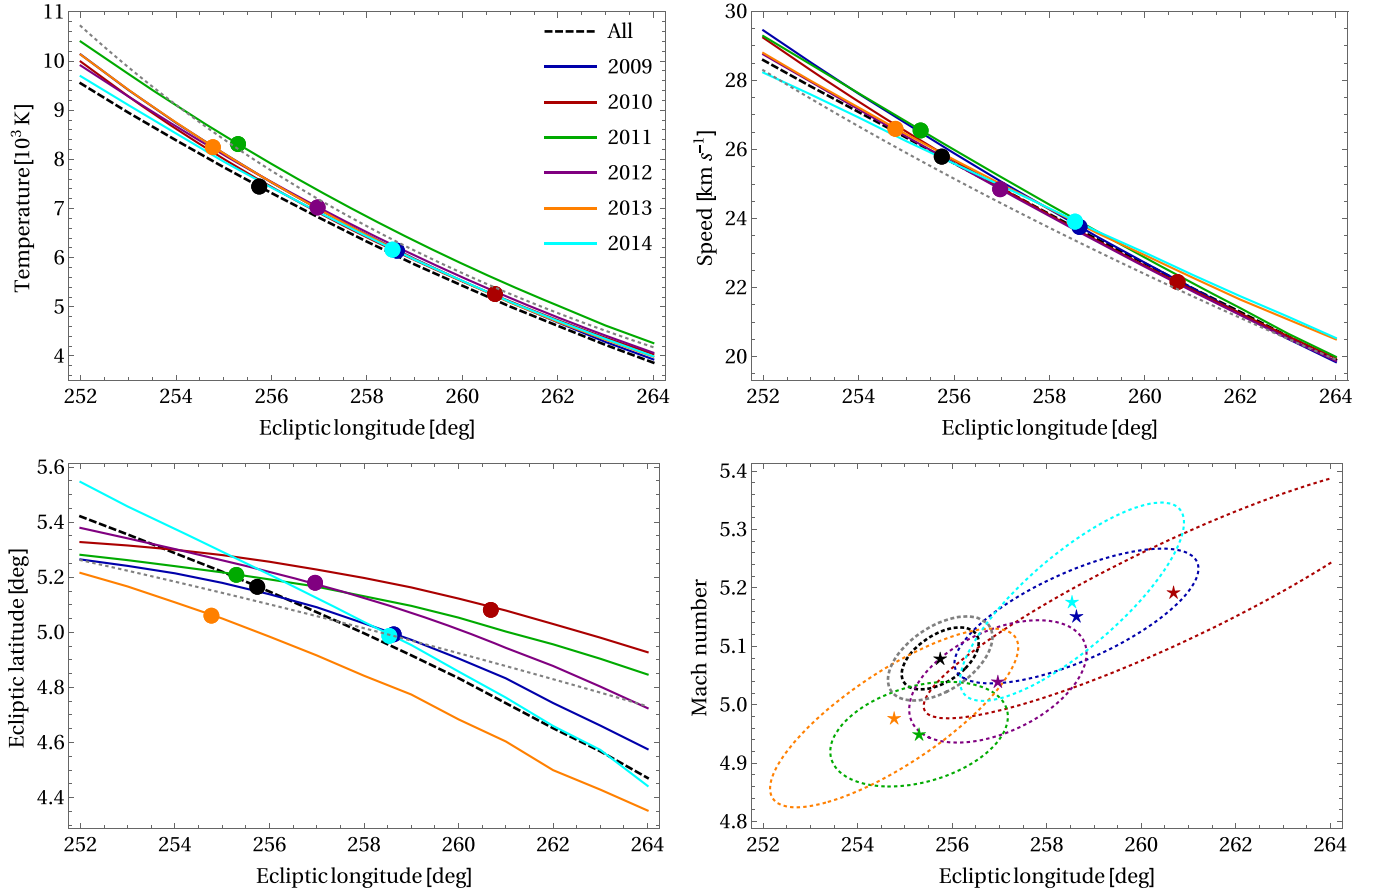 11
10
9
8
7
6
5
4
Temperature [10³ K]
252 254 256 258 260 262 264
Ecliptic longitude [deg]
All
2009
2010
2011
2012
2013
2014
30
28
26
24
22
20
Speed [km s⁻¹]
252 254 256 258 260 262 264
Ecliptic longitude [deg]
5.6
5.4
5.2
5.0
4.8
4.6
4.4
Ecliptic latitude [deg]
252 254 256 258 260 262 264
Ecliptic longitude [deg]
5.4
5.3
5.2
5.1
5.0
4.9
4.8
Mach number
252 254 256 258 260 262 264
Ecliptic longitude [deg]